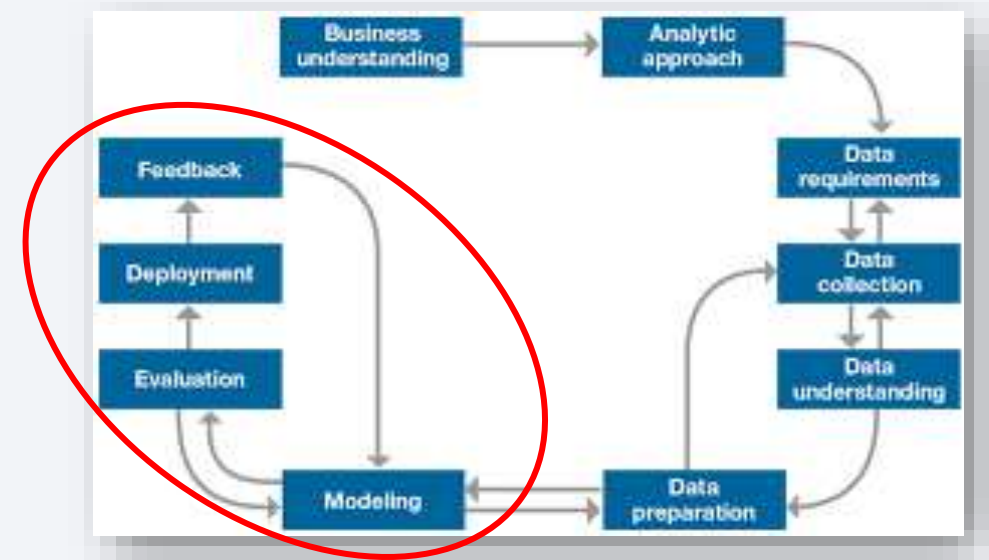 Business
understanding
Analytic
approach
Feedback
Data
requirements
Deployment
Data
collection
Evaluation
Data
understanding
Modeling
Data
preparation